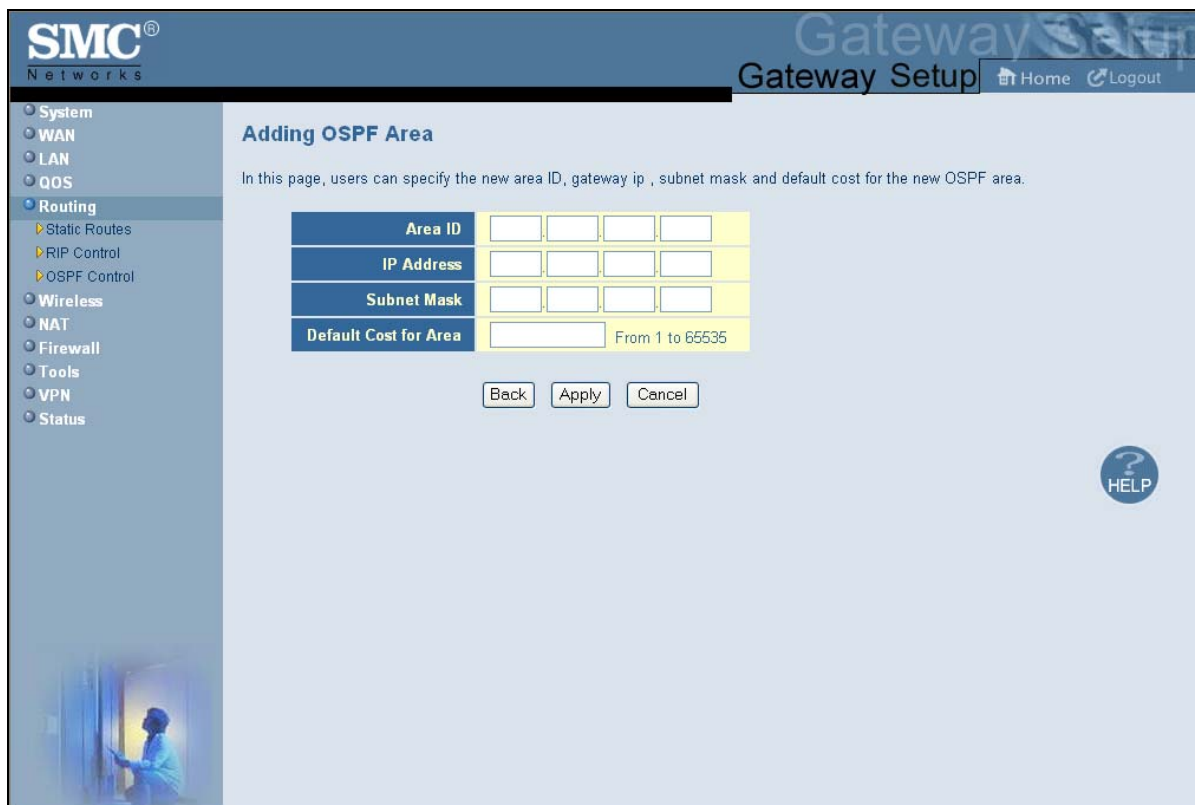 SMC®
Networks
Gateway Setup
Gateway Setup
Home
Logout
System
WAN
LAN
QOS
Routing
Static Routes
RIP Control
OSPF Control
Wireless
NAT
Firewall
Tools
VPN
Status
Adding OSPF Area
In this page, users can specify the new area ID, gateway ip , subnet mask and default cost for the new OSPF area.
Area ID . . .
IP Address . . .
Subnet Mask . . .
Default Cost for Area From 1 to 65535
Back Apply Cancel
?
HELP